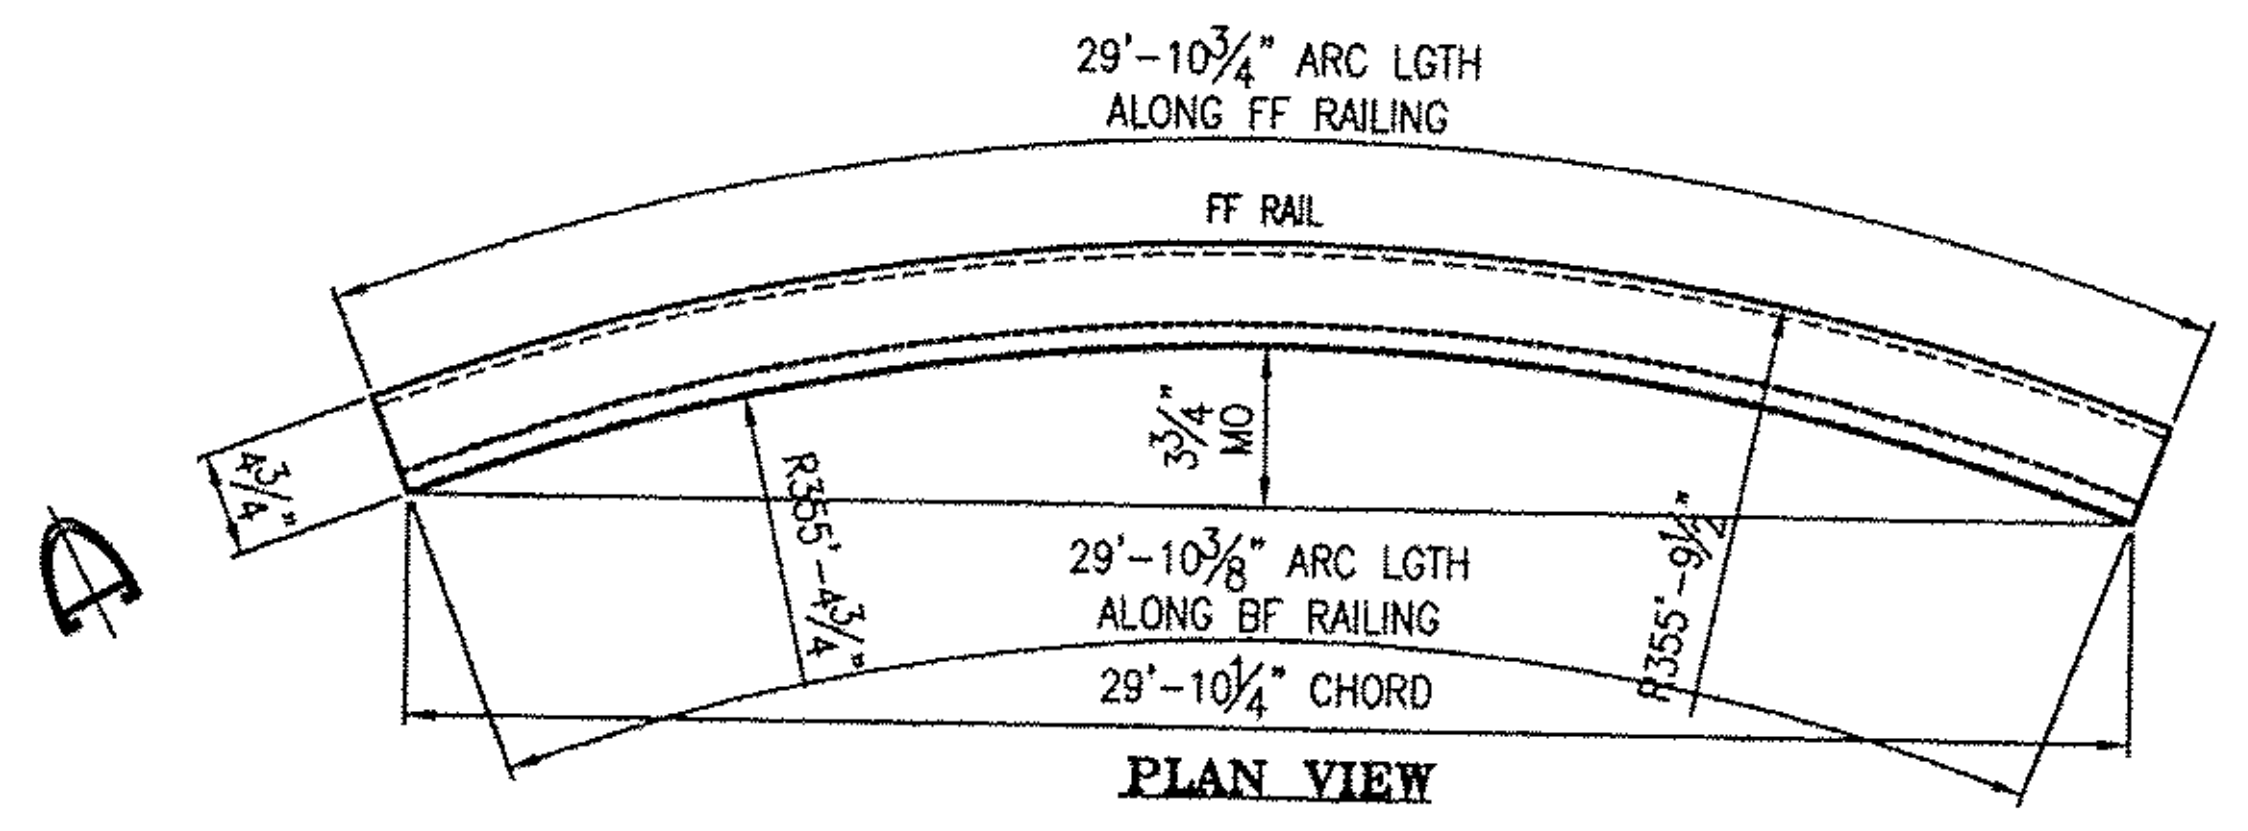 29'-10¾" ARC LGTH
ALONG FF RAILING
FF RAIL
4¾"
3¾"
MO
R355'-4¾"
R355'-9½"
29'-10⅜" ARC LGTH
ALONG BF RAILING
29'-10¼" CHORD
PLAN VIEW